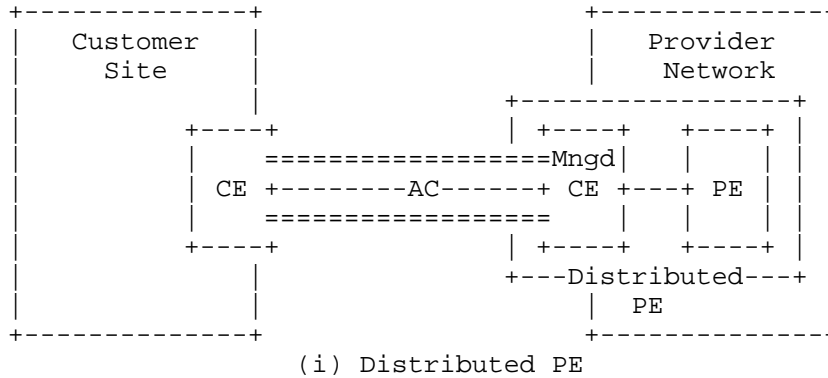 Customer Provider
Site Network
Mngd
CE AC CE PE
Distributed
PE
(i) Distributed PE